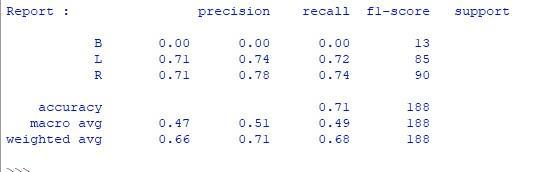 Report : precision recall f1-score support
B 0.00 0.00 0.00 13
L 0.71 0.74 0.72 85
R 0.71 0.78 0.74 90
accuracy 0.71 188
macro avg 0.47 0.51 0.49 188
weighted avg 0.66 0.71 0.68 188
>>>